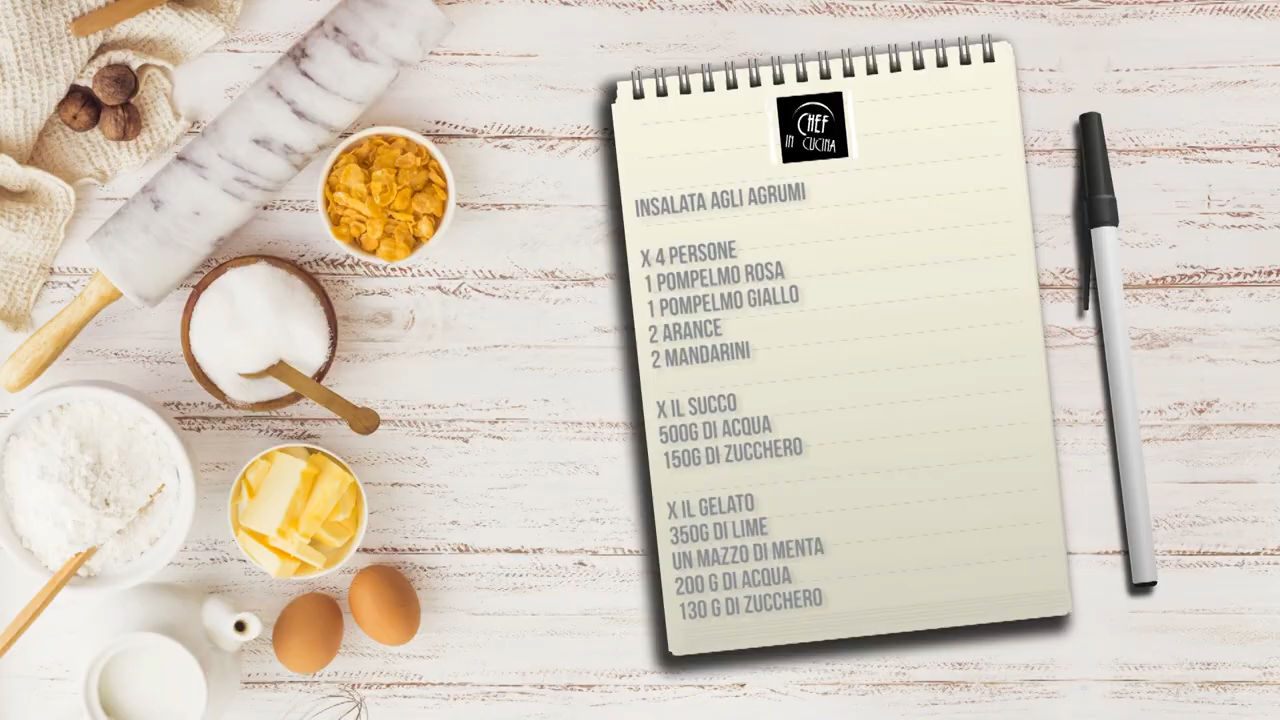 CHEF
IN CUCINA
INSALATA AGLI AGRUMI
X 4 PERSONE
1 POMPELMO ROSA
1 POMPELMO GIALLO
2 ARANCE
2 MANDARINI
X IL SUCCO
500G DI ACQUA
150G DI ZUCCHERO
X IL GELATO
350G DI LIME
UN MAZZO DI MENTA
200 G DI ACQUA
130 G DI ZUCCHERO